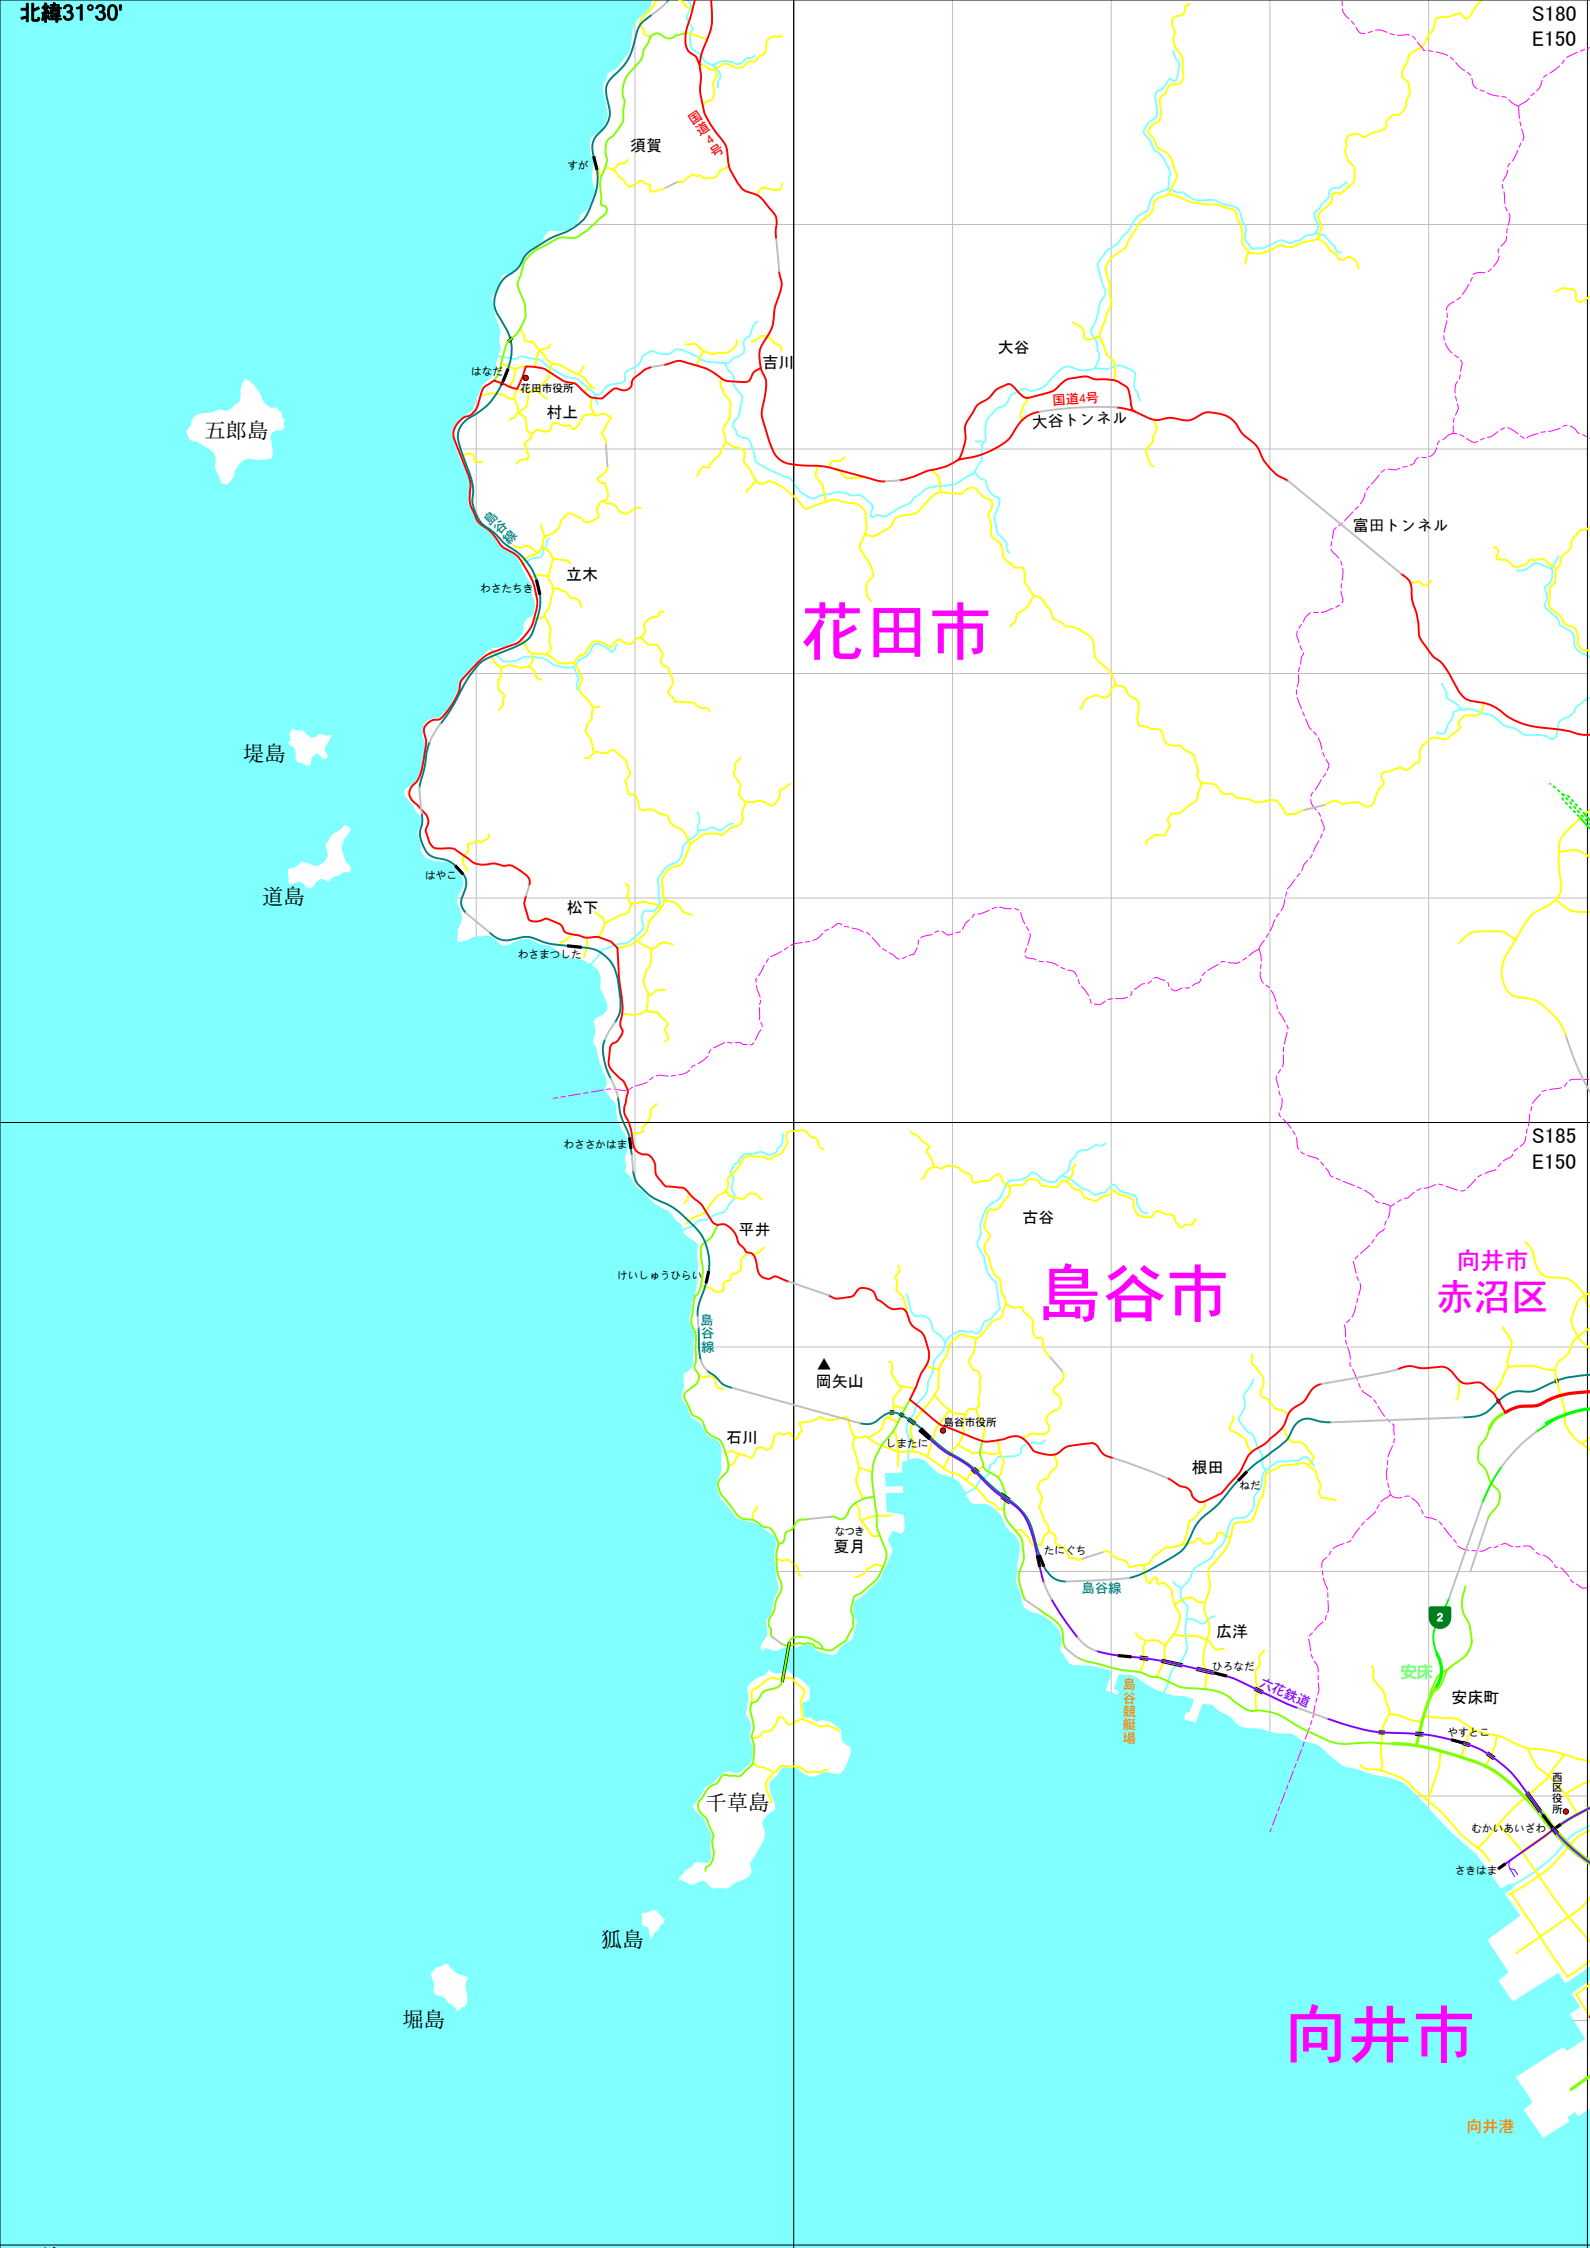 北緯31°30'
S180
E150
国道4号
須賀
すが
大谷
吉川
はなだ
花田市役所
国道4号
村上
大谷トンネル
五郎島
島谷線
富田トンネル
立木
わさたちき
花田市
堤島
はやこ
道島
松下
わさまつした
S185
E150
わささかはま
古谷
平井
向井市
赤沼区
島谷市
けいしゅうひらい
島谷線
岡矢山
島谷市役所
石川
しまたに
根田
ねだ
なつき
夏月
たにぐち
島谷線
2
広洋
ひろなだ
安床
六花鉄道
安床町
島谷競艇場
やすとこ
西区役所
千草島
むかいあいざわ
さきはま
狐島
堀島
向井市
向井港